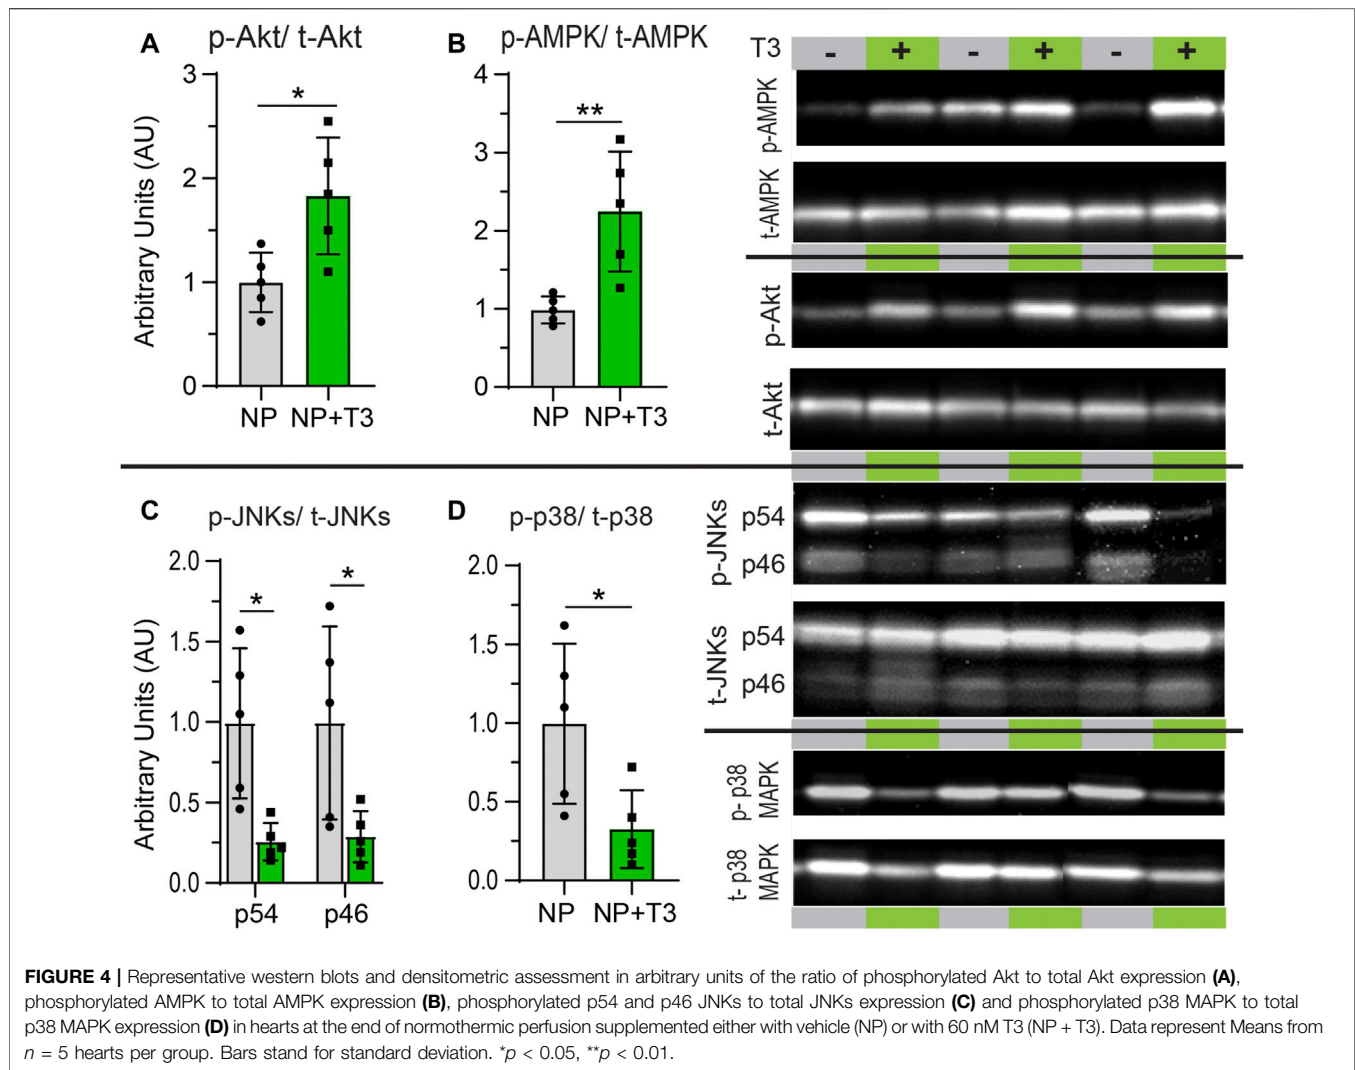 A p-Akt/ t-Akt
Arbitrary Units (AU)
3
2
1
0
*
NP NP+T3
B p-AMPK/ t-AMPK
4
3
2
1
0
**
NP NP+T3
C p-JNKs/ t-JNKs
Arbitrary Units (AU)
2.0
1.5
1.0
0.5
0.0
* *
p54 p46
D p-p38/ t-p38
2.0
1.5
1.0
0.5
0.0
*
NP NP+T3
T3 - + - + - +
p-AMPK
t-AMPK
p-Akt
t-Akt
p-JNKs
p54
p46
t-JNKs
p54
p46
p- p38
MAPK
t- p38
MAPK
FIGURE 4 | Representative western blots and densitometric assessment in arbitrary units of the ratio of phosphorylated Akt to total Akt expression (A),
phosphorylated AMPK to total AMPK expression (B), phosphorylated p54 and p46 JNKs to total JNKs expression (C) and phosphorylated p38 MAPK to total
p38 MAPK expression (D) in hearts at the end of normothermic perfusion supplemented either with vehicle (NP) or with 60 nM T3 (NP + T3). Data represent Means from
n = 5 hearts per group. Bars stand for standard deviation. *p < 0.05, **p < 0.01.